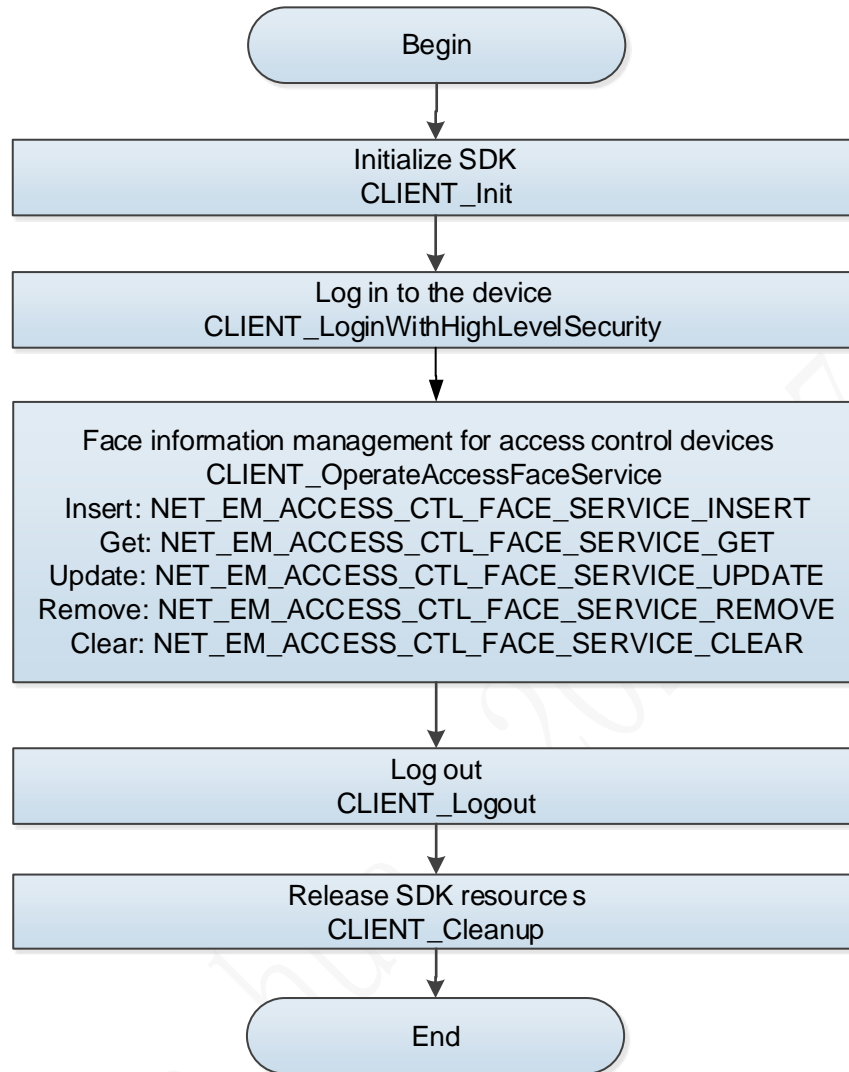 Begin
Initialize SDK
CLIENT_Init
Log in to the device
CLIENT_LoginWithHighLevelSecurity
Face information management for access control devices
CLIENT_OperateAccessFaceService
Insert: NET_EM_ACCESS_CTL_FACE_SERVICE_INSERT
Get: NET_EM_ACCESS_CTL_FACE_SERVICE_GET
Update: NET_EM_ACCESS_CTL_FACE_SERVICE_UPDATE
Remove: NET_EM_ACCESS_CTL_FACE_SERVICE_REMOVE
Clear: NET_EM_ACCESS_CTL_FACE_SERVICE_CLEAR
Log out
CLIENT_Logout
Release SDK resources
CLIENT_Cleanup
End